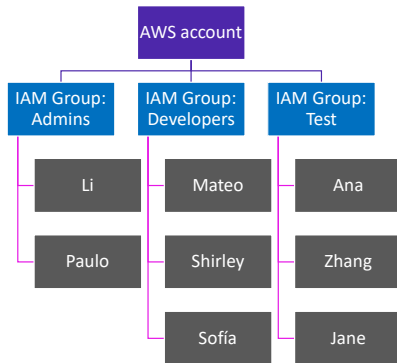 AWS account
IAM Group:
Admins
IAM Group:
Developers
IAM Group:
Test
Li
Mateo
Ana
Paulo
Shirley
Zhang
Sofía
Jane